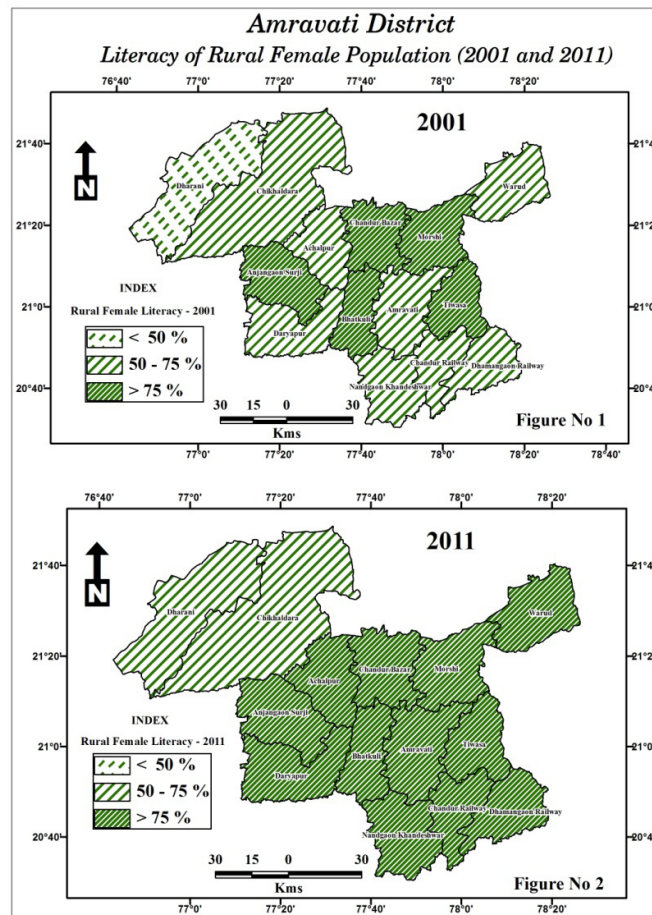 Amravati District
Literacy of Rural Female Population (2001 and 2011)
76°40' 77°0' 77°20' 77°40' 78°0' 78°20'
2001
21°40'
N
Dharani
Chikhaldara
Warud
21°20'
Chandur Bazar
Morshi
Achalpur
Anjangaon Surji
INDEX
21°0'
Rural Female Literacy - 2001
Bhatkuli
Amravati
Tiwasa
Daryapur
< 50 %
50 - 75 %
> 75 %
Chandur Railway
Dhamangaon Railway
20°40'
Nandgaon Khandeshwar
30 15 0 30
Kms
Figure No 1
77°0' 77°20' 77°40' 78°0' 78°20' 78°40'
76°40' 77°0' 77°20' 77°40' 78°0' 78°20'
2011
21°40'
N
Dharani
Chikhaldara
Warud
21°20'
Achalpur
Chandur Bazar
Morshi
Anjangaon Surji
INDEX
21°0'
Rural Female Literacy - 2011
Bhatkuli
Amravati
Tiwasa
Daryapur
< 50 %
50 - 75 %
> 75 %
Chandur Railway
Dhamangaon Railway
20°40'
Nandgaon Khandeshwar
30 15 0 30
Kms
Figure No 2
77°0' 77°20' 77°40' 78°0' 78°20'